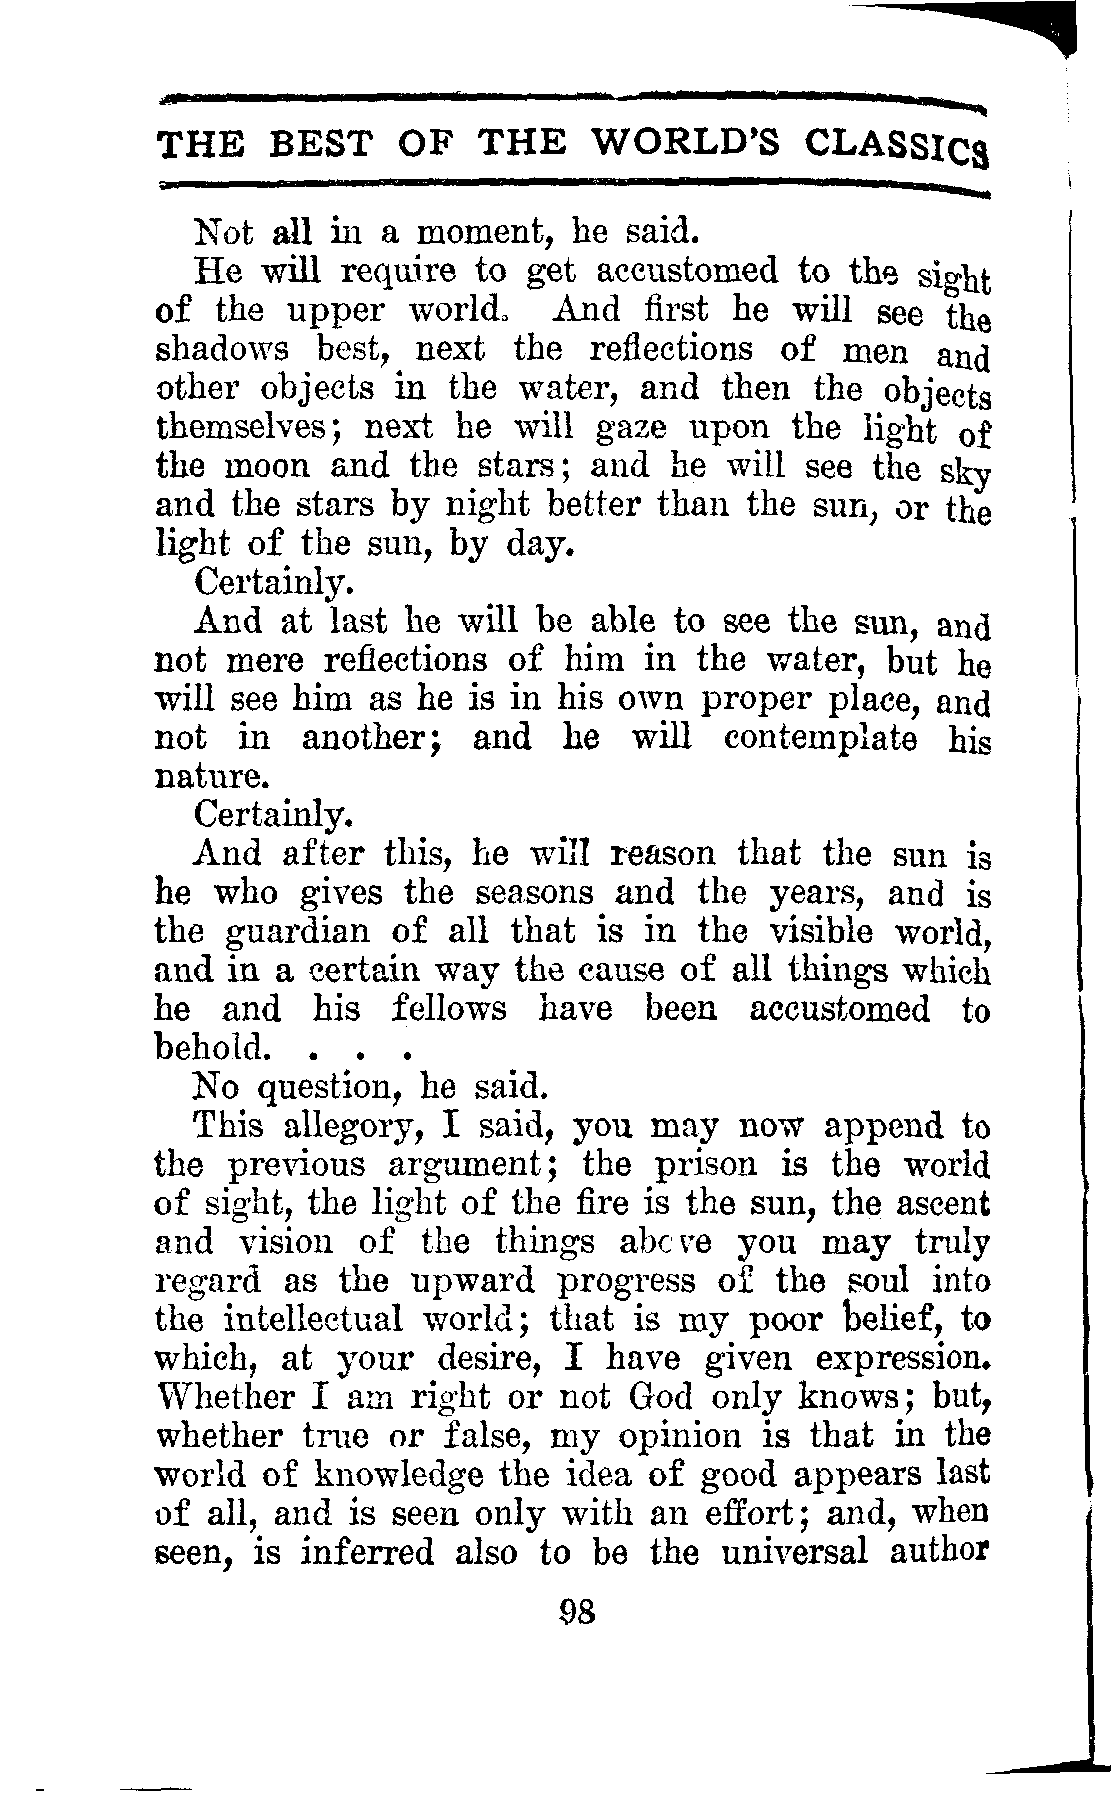 THE BEST OF THE WORLD'S CLASSICS
Not all in a moment, he said.
He will require to get accustomed to the sight
of the upper world. And first he will see the
shadows best, next the reflections of men and
other objects in the water, and then the objects
themselves; next he will gaze upon the light of
the moon and the stars; and he will see the sky
and the stars by night better than the sun, or the
light of the sun, by day.
Certainly.
And at last he will be able to see the sun, and
not mere reflections of him in the water, but he
will see him as he is in his own proper place, and
not in another; and he will contemplate his
nature.
Certainly.
And after this, he will reason that the sun is
he who gives the seasons and the years, and is
the guardian of all that is in the visible world,
and in a certain way the cause of all things which
he and his fellows have been accustomed to
behold. . . .
No question, he said.
This allegory, I said, you may now append to
the previous argument; the prison is the world
of sight, the light of the fire is the sun, the ascent
and vision of the things above you may truly
regard as the upward progress of the soul into
the intellectual world; that is my poor belief, to
which, at your desire, I have given expression.
Whether I am right or not God only knows; but,
whether true or false, my opinion is that in the
world of knowledge the idea of good appears last
of all, and is seen only with an effort; and, when
seen, is inferred also to be the universal author
98